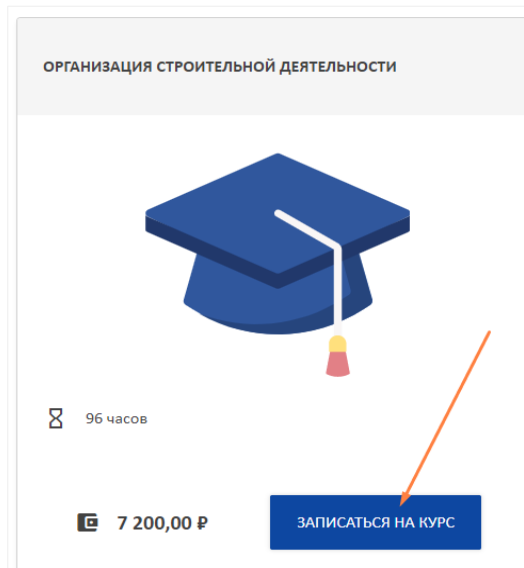 ОРГАНИЗАЦИЯ СТРОИТЕЛЬНОЙ ДЕЯТЕЛЬНОСТИ
96 часов
7 200,00 ₽
ЗАПИСАТЬСЯ НА КУРС